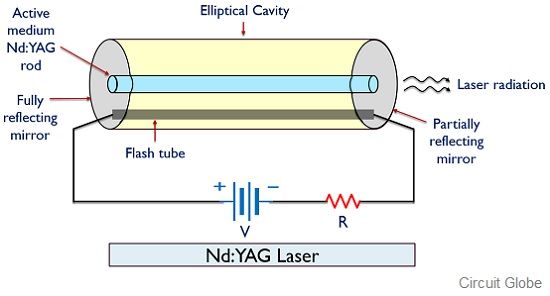 Active
medium
Nd:YAG
rod
Elliptical Cavity
Laser radiation
Fully
reflecting
mirror
Partially
reflecting
mirror
Flash tube
+
−
V
R
Nd:YAG Laser
Circuit Globe